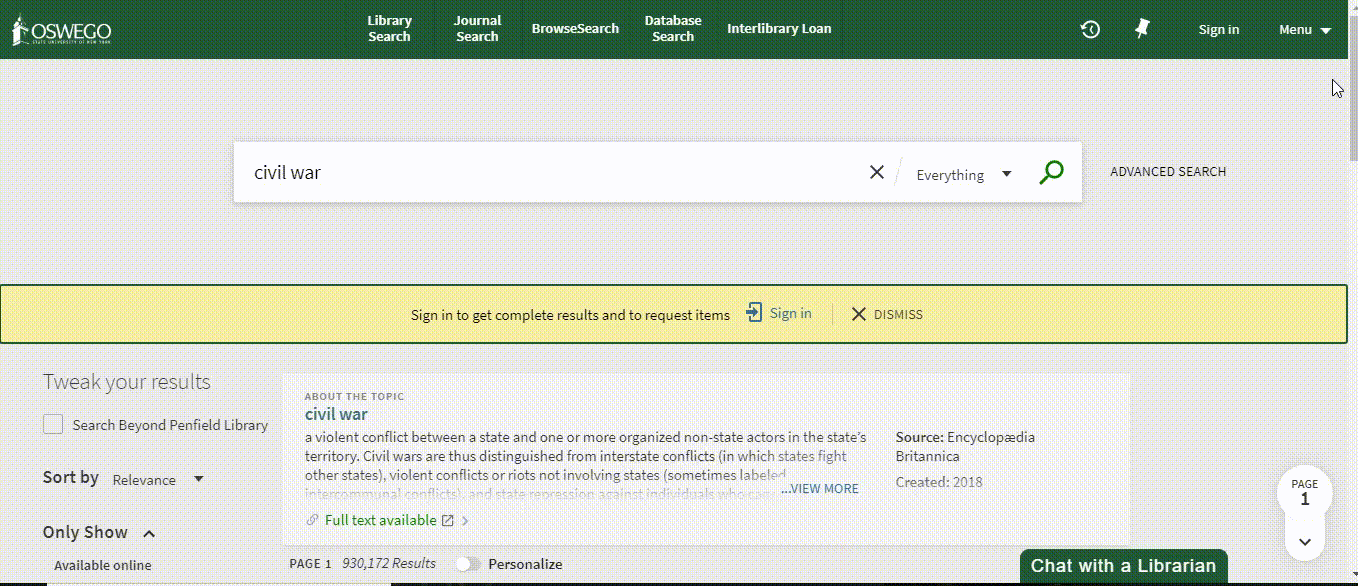 OSWEGO
STATE UNIVERSITY OF NEW YORK
Library Search
Journal Search
BrowseSearch
Database Search
Interlibrary Loan
Sign in
Menu
civil war
Everything
ADVANCED SEARCH
Sign in to get complete results and to request items
Sign in
DISMISS
Tweak your results
Search Beyond Penfield Library
Sort by Relevance
Only Show
Available online
ABOUT THE TOPIC
civil war
a violent conflict between a state and one or more organized non-state actors in the state's
territory. Civil wars are thus distinguished from interstate conflicts (in which states fight
other states), violent conflicts or riots not involving states (sometimes labeled
intercommunal conflicts), and state repression against individuals who
...VIEW MORE
Full text available
Source: Encyclopædia
Britannica
Created: 2018
PAGE 1 930,172 Results Personalize
PAGE
1
Chat with a Librarian